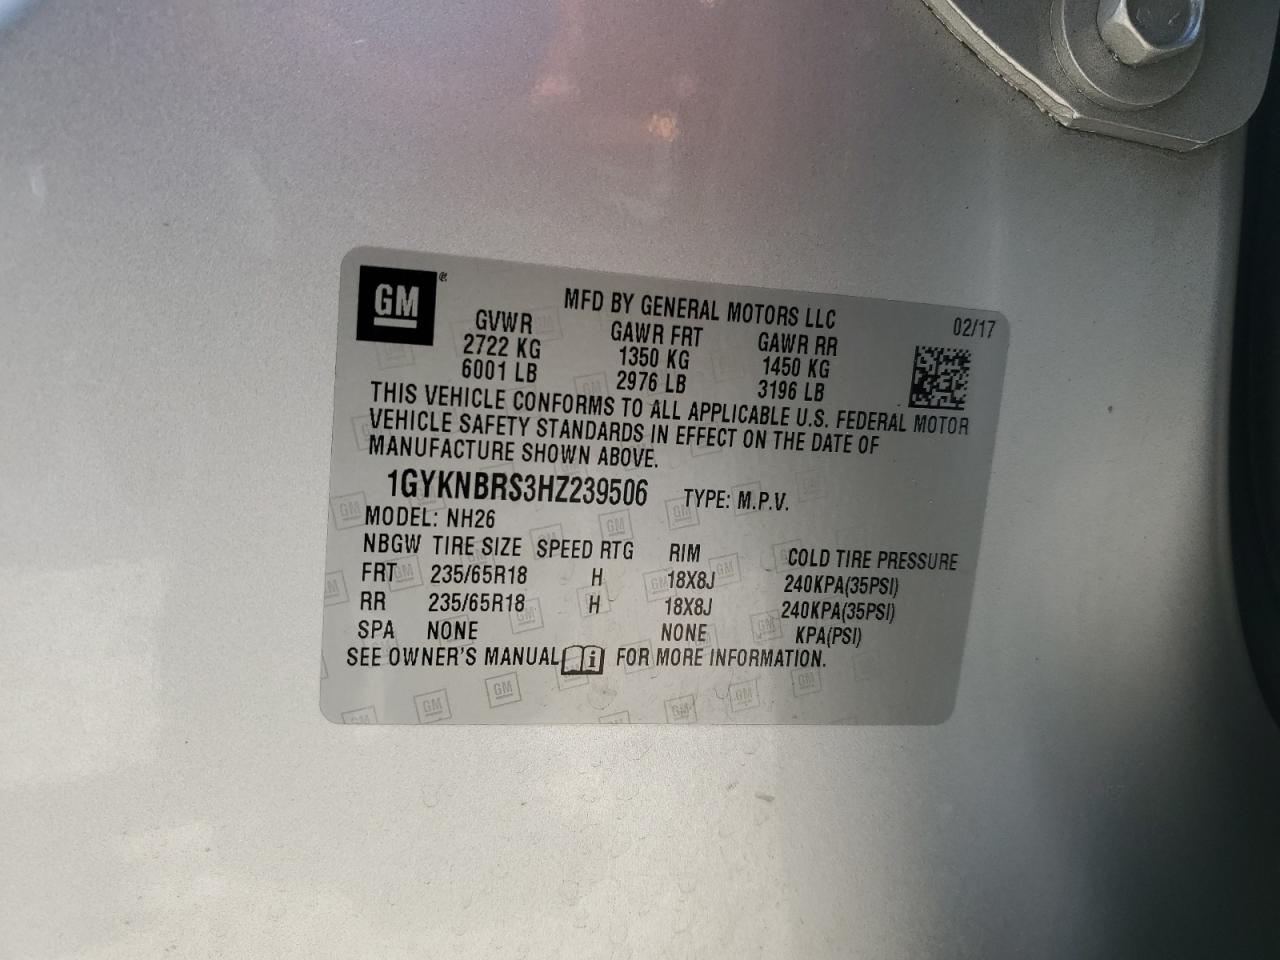 GM
MFD BY GENERAL MOTORS LLC 02/17
GVWR GAWR FRT GAWR RR
2722 KG 1350 KG 1450 KG
6001 LB 2976 LB 3196 LB
THIS VEHICLE CONFORMS TO ALL APPLICABLE U.S. FEDERAL MOTOR
VEHICLE SAFETY STANDARDS IN EFFECT ON THE DATE OF
MANUFACTURE SHOWN ABOVE.
1GYKNBRS3HZ239506 TYPE: M.P.V.
MODEL: NH26
NBGW TIRE SIZE SPEED RTG RIM COLD TIRE PRESSURE
FRT 235/65R18 H 18X8J 240KPA(35PSI)
RR 235/65R18 H 18X8J 240KPA(35PSI)
SPA NONE NONE KPA(PSI)
SEE OWNER'S MANUAL i FOR MORE INFORMATION.